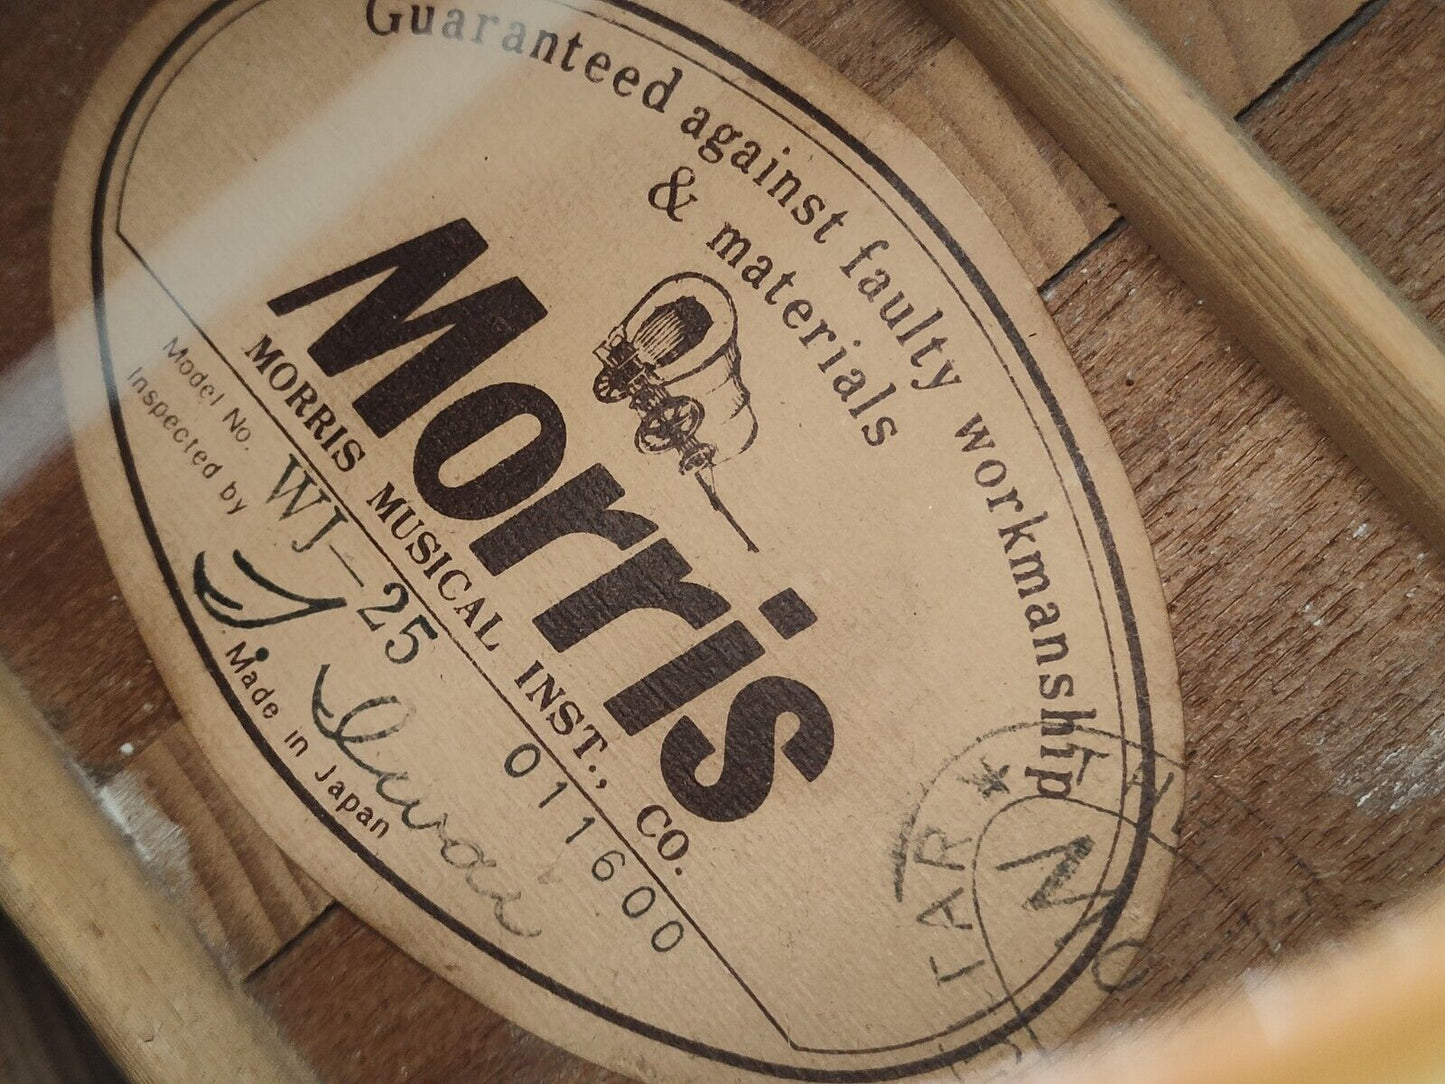 Guaranteed against faulty workmanship
& materials
Morris
MORRIS MUSICAL INST., CO.
Model No. WJ-25 011600
Inspected by
Made in Japan